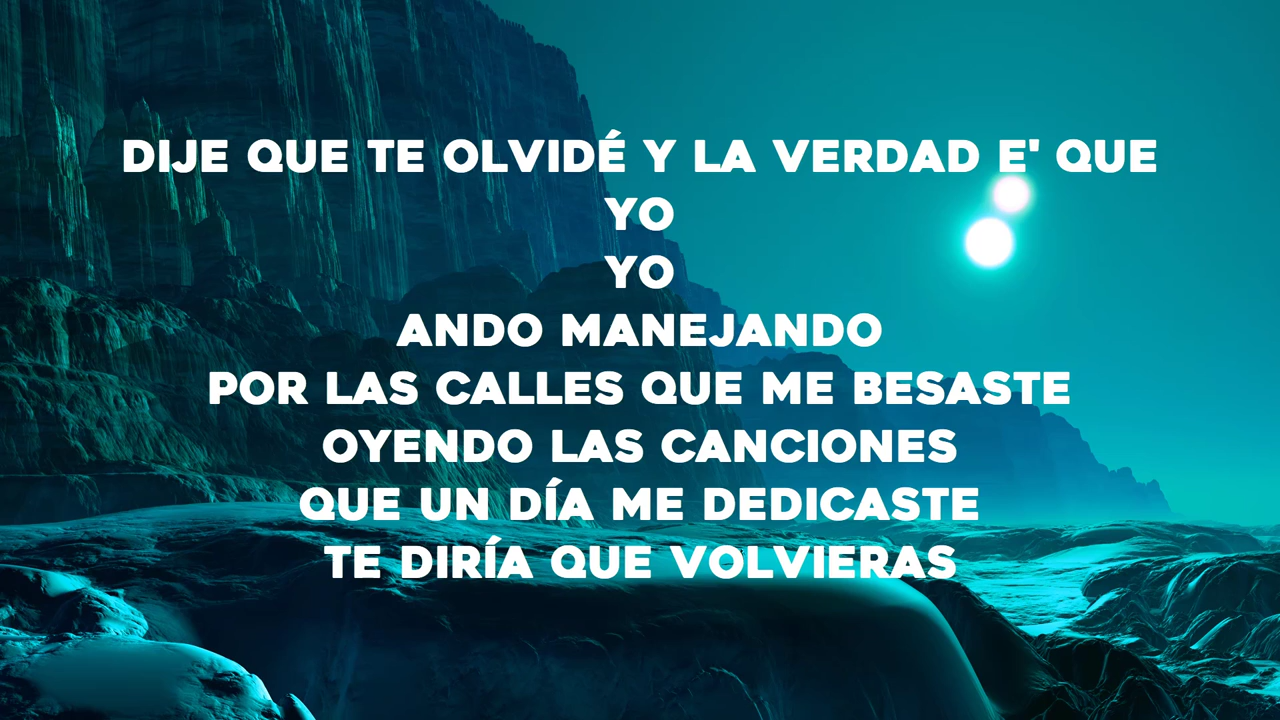 DIJE QUE TE OLVIDÉ Y LA VERDAD E' QUE
YO
YO
ANDO MANEJANDO
POR LAS CALLES QUE ME BESASTE
OYENDO LAS CANCIONES
QUE UN DÍA ME DEDICASTE
TE DIRÍA QUE VOLVIERAS